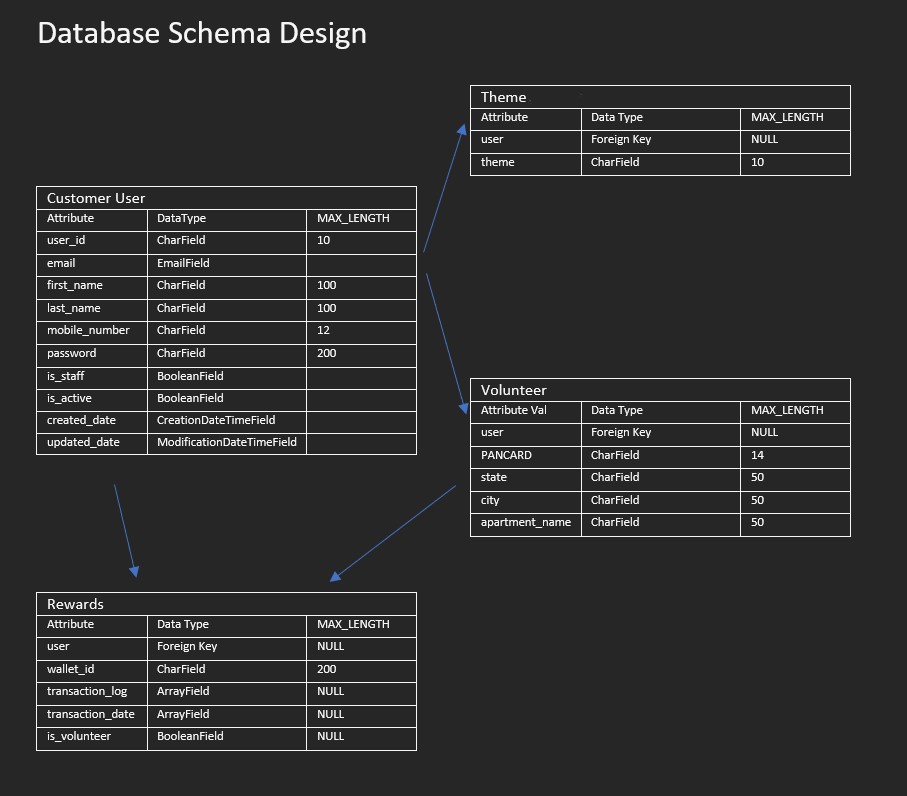 Database Schema Design
Theme
Attribute Data Type MAX_LENGTH
user Foreign Key NULL
theme CharField 10
Customer User
Attribute DataType MAX_LENGTH
user_id CharField 10
email EmailField
first_name CharField 100
last_name CharField 100
mobile_number CharField 12
password CharField 200
is_staff BooleanField
is_active BooleanField
created_date CreationDateTimeField
updated_date ModificationDateTimeField
Volunteer
Attribute Val Data Type MAX_LENGTH
user Foreign Key NULL
PANCARD CharField 14
state CharField 50
city CharField 50
apartment_name CharField 50
Rewards
Attribute Data Type MAX_LENGTH
user Foreign Key NULL
wallet_id CharField 200
transaction_log ArrayField NULL
transaction_date ArrayField NULL
is_volunteer BooleanField NULL